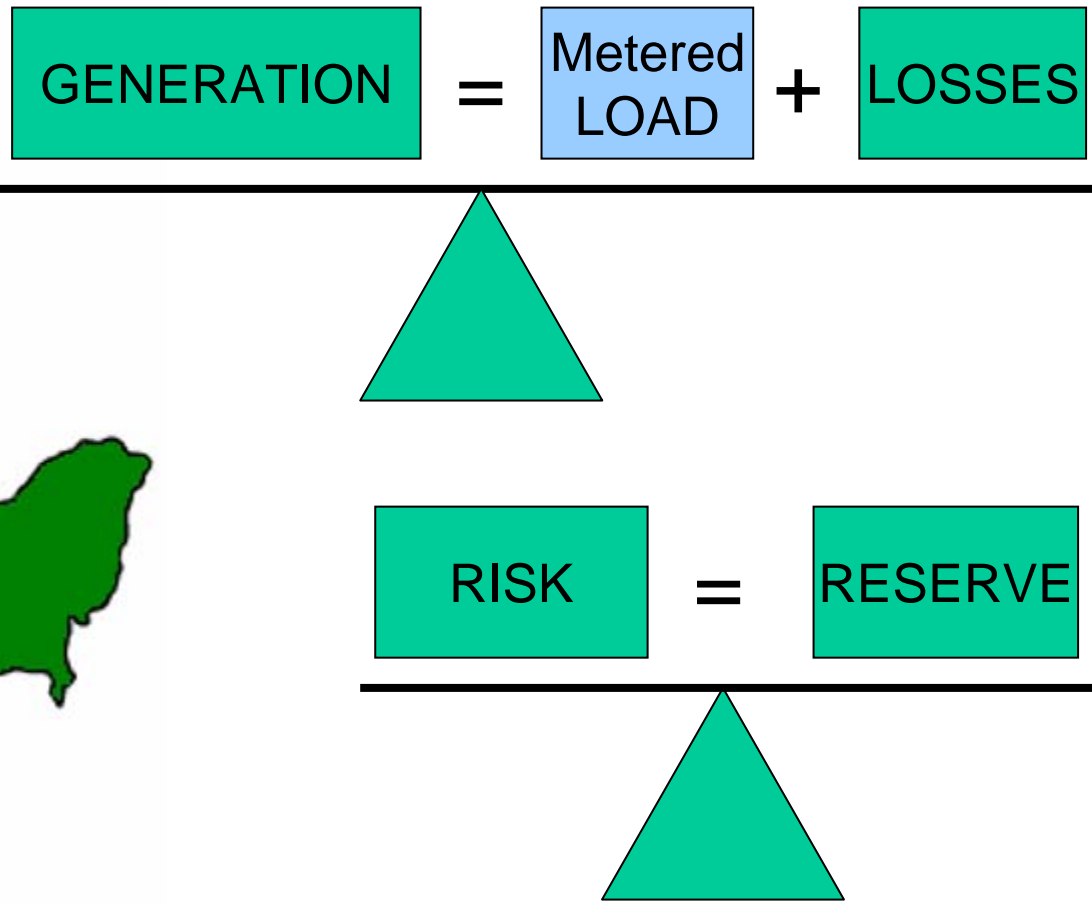 GENERATION = Metered LOAD + LOSSES
RISK = RESERVE